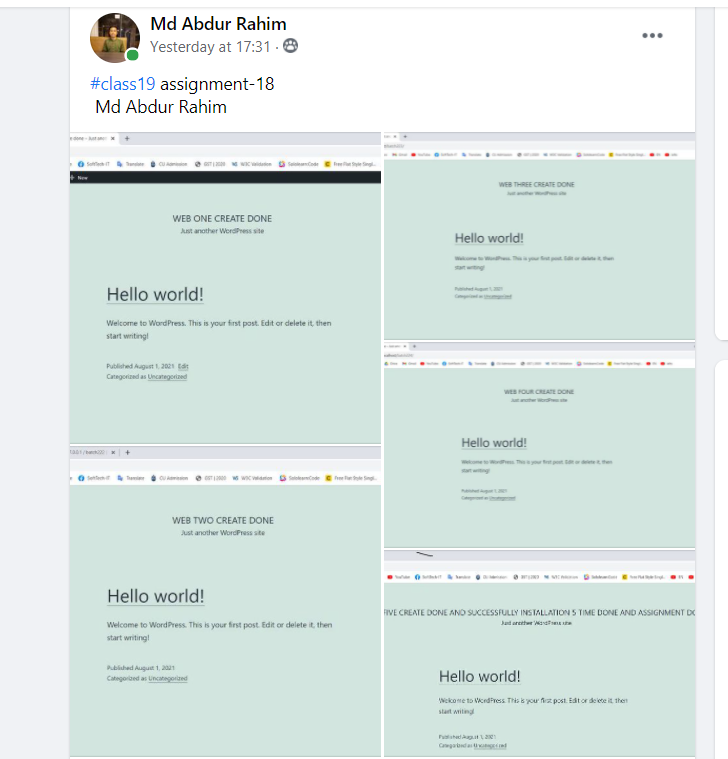 Md Abdur Rahim
Yesterday at 17:31
#class19 assignment-18
Md Abdur Rahim
SoftTech-IT Translator CU Admission GST | 2020 W3C Validation SololearnCode Free Flat Style Singl...
New
WEB ONE CREATE DONE
Just another WordPress site
Hello world!
Welcome to WordPress. This is your first post. Edit or delete it, then
start writing!
Published August 1, 2021 Edit
Categorized as Uncategorized
SoftTech-IT Translator CU Admission GST | 2020 W3C Validation SololearnCode Free Flat Style Singl...
WEB TWO CREATE DONE
Just another WordPress site
Hello world!
Welcome to WordPress. This is your first post. Edit or delete it, then
start writing!
Published August 1, 2021
Categorized as Uncategorized
WEB THREE CREATE DONE
Just another WordPress site
Hello world!
Welcome to WordPress. This is your first post. Edit or delete it, then
start writing!
Published August 1, 2021
Categorized as Uncategorized
WEB FOUR CREATE DONE
Just another WordPress site
Hello world!
Welcome to WordPress. This is your first post. Edit or delete it, then
start writing!
Published August 1, 2021
Categorized as Uncategorized
YouTube SoftTech-IT Translator CU Admission GST | 2020 W3C Validation SololearnCode Free Flat Style Singl...
FIVE CREATE DONE AND SUCCESSFULLY INSTALLATION 5 TIME DONE AND ASSIGNMENT DO
Just another WordPress site
Hello world!
Welcome to WordPress. This is your first post. Edit or delete it, then
start writing!
Published August 1, 2021
Categorized as Uncategorized